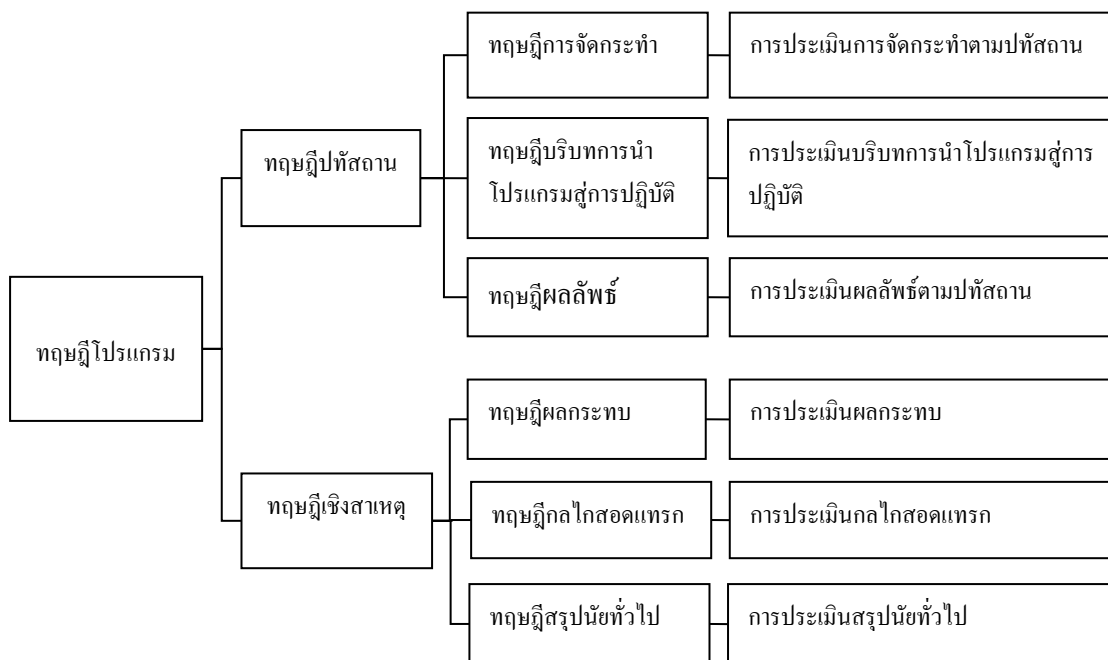 ทฤษฎีการจัดกระทำ
การประเมินการจัดกระทำตามปทัสถาน
ทฤษฎีปทัสถาน
ทฤษฎีบริบทการนำ
โปรแกรมสู่การปฏิบัติ
การประเมินบริบทการนำโปรแกรมสู่การ
ปฏิบัติ
ทฤษฎีผลลัพธ์
การประเมินผลลัพธ์ตามปทัสถาน
ทฤษฎีโปรแกรม
ทฤษฎีผลกระทบ
การประเมินผลกระทบ
ทฤษฎีเชิงสาเหตุ
ทฤษฎีกลไกสอดแทรก
การประเมินกลไกสอดแทรก
ทฤษฎีสรุปนัยทั่วไป
การประเมินสรุปนัยทั่วไป